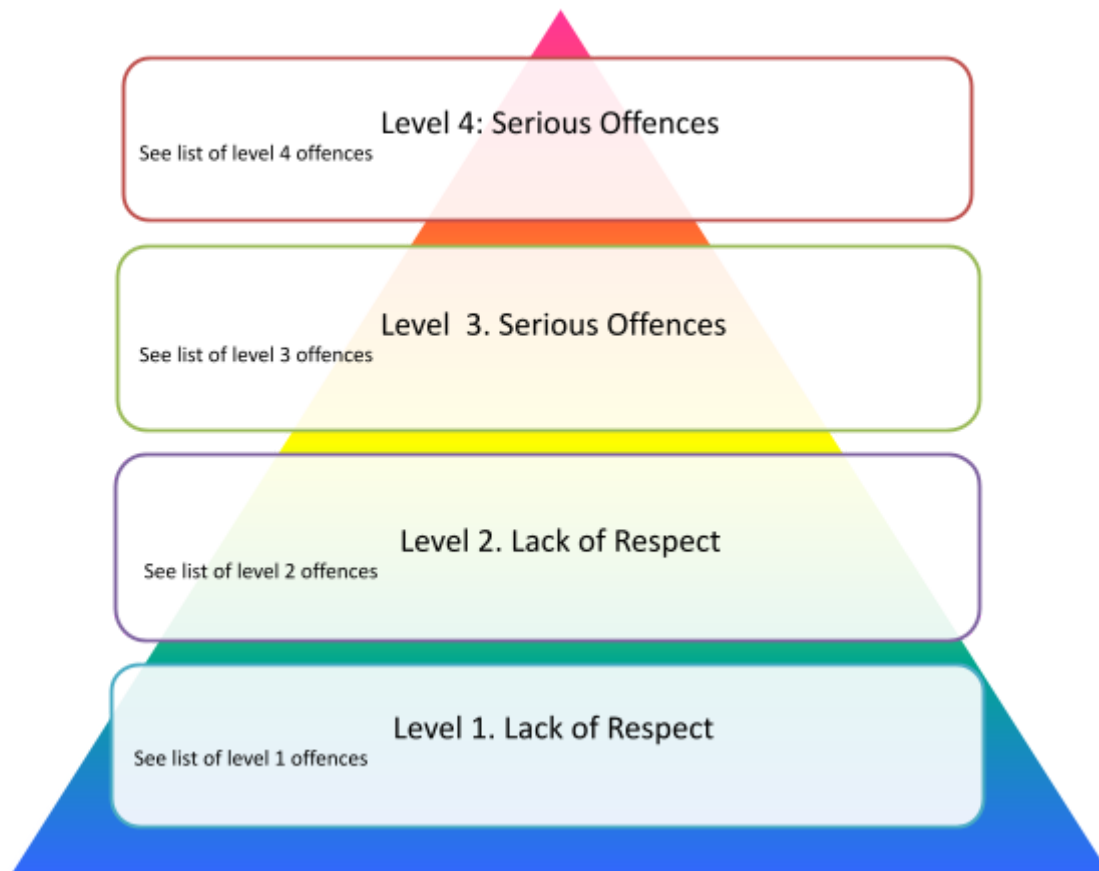 Level 4: Serious Offences
See list of level 4 offences
Level  3. Serious Offences
See list of level 3 offences
Level 2. Lack of Respect
See list of level 2 offences
Level 1. Lack of Respect
See list of level 1 offences